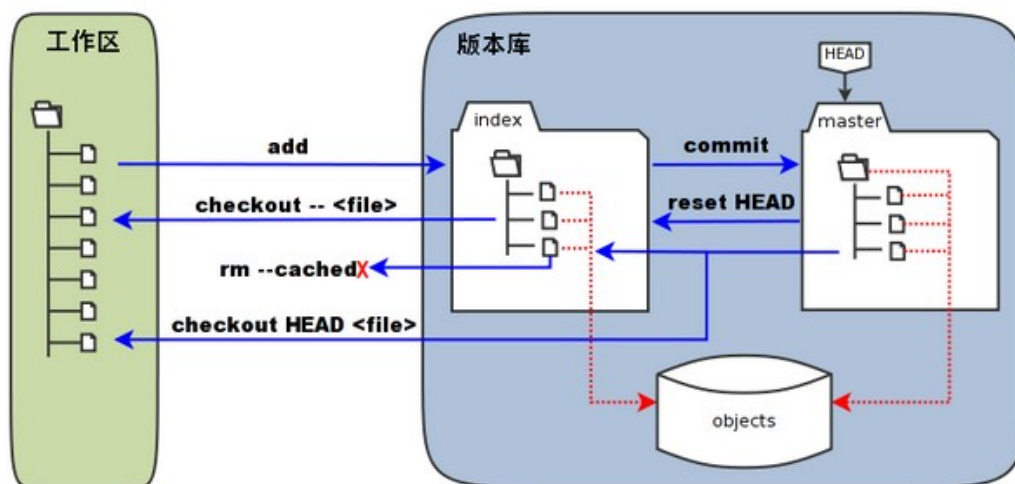 工作区
版本库
HEAD
index
master
add
commit
checkout -- <file>
reset HEAD
rm --cached
X
checkout HEAD <file>
objects